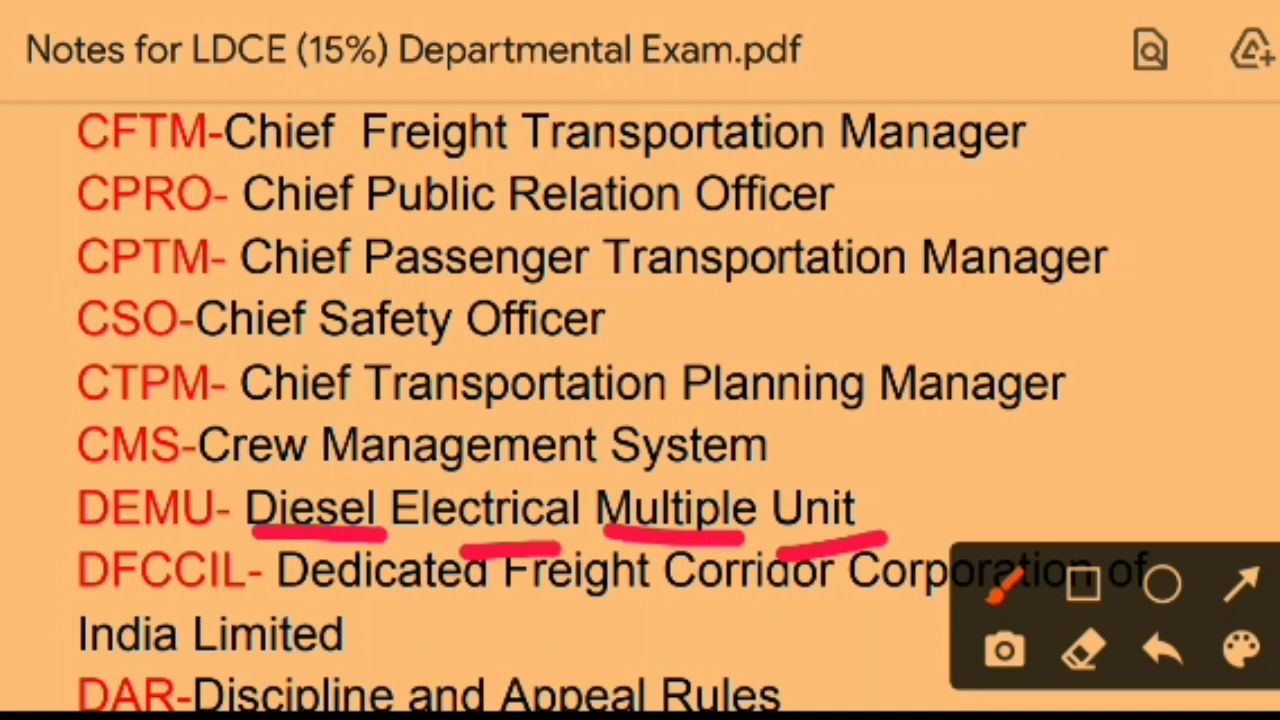 Notes for LDCE (15%) Departmental Exam.pdf
CFTM-Chief Freight Transportation Manager
CPRO- Chief Public Relation Officer
CPTM- Chief Passenger Transportation Manager
CSO-Chief Safety Officer
CTPM- Chief Transportation Planning Manager
CMS-Crew Management System
DEMU- Diesel Electrical Multiple Unit
DFCCIL- Dedicated Freight Corridor Corporation of
India Limited
DAR-Discipline and Appeal Rules